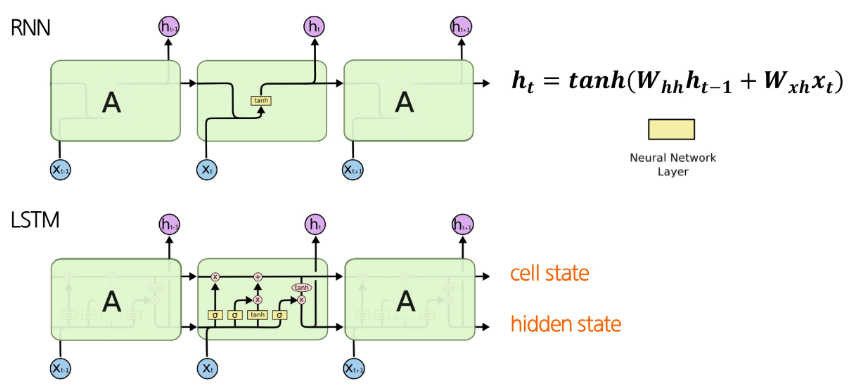 RNN
h_{t-1} h_t h_{t+1}
A tanh A
X_{t-1} X_t X_{t+1}
h_t = tanh(W_{hh}h_{t-1} + W_{xh}x_t)
Neural Network
Layer
LSTM
h_{t-1} h_t h_{t+1}
x +
tanh
A x x A
σ σ tanh σ
X_{t-1} X_t X_{t+1}
cell state
hidden state